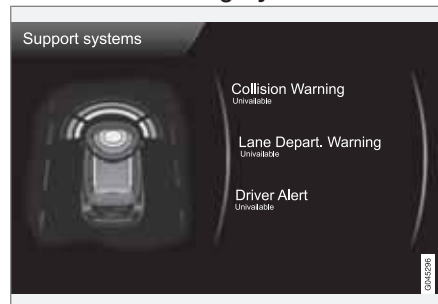 Support systems
Collision Warning
Univailable
Lane Depart. Warning
Univailable
Driver Alert
Univailable
G045296